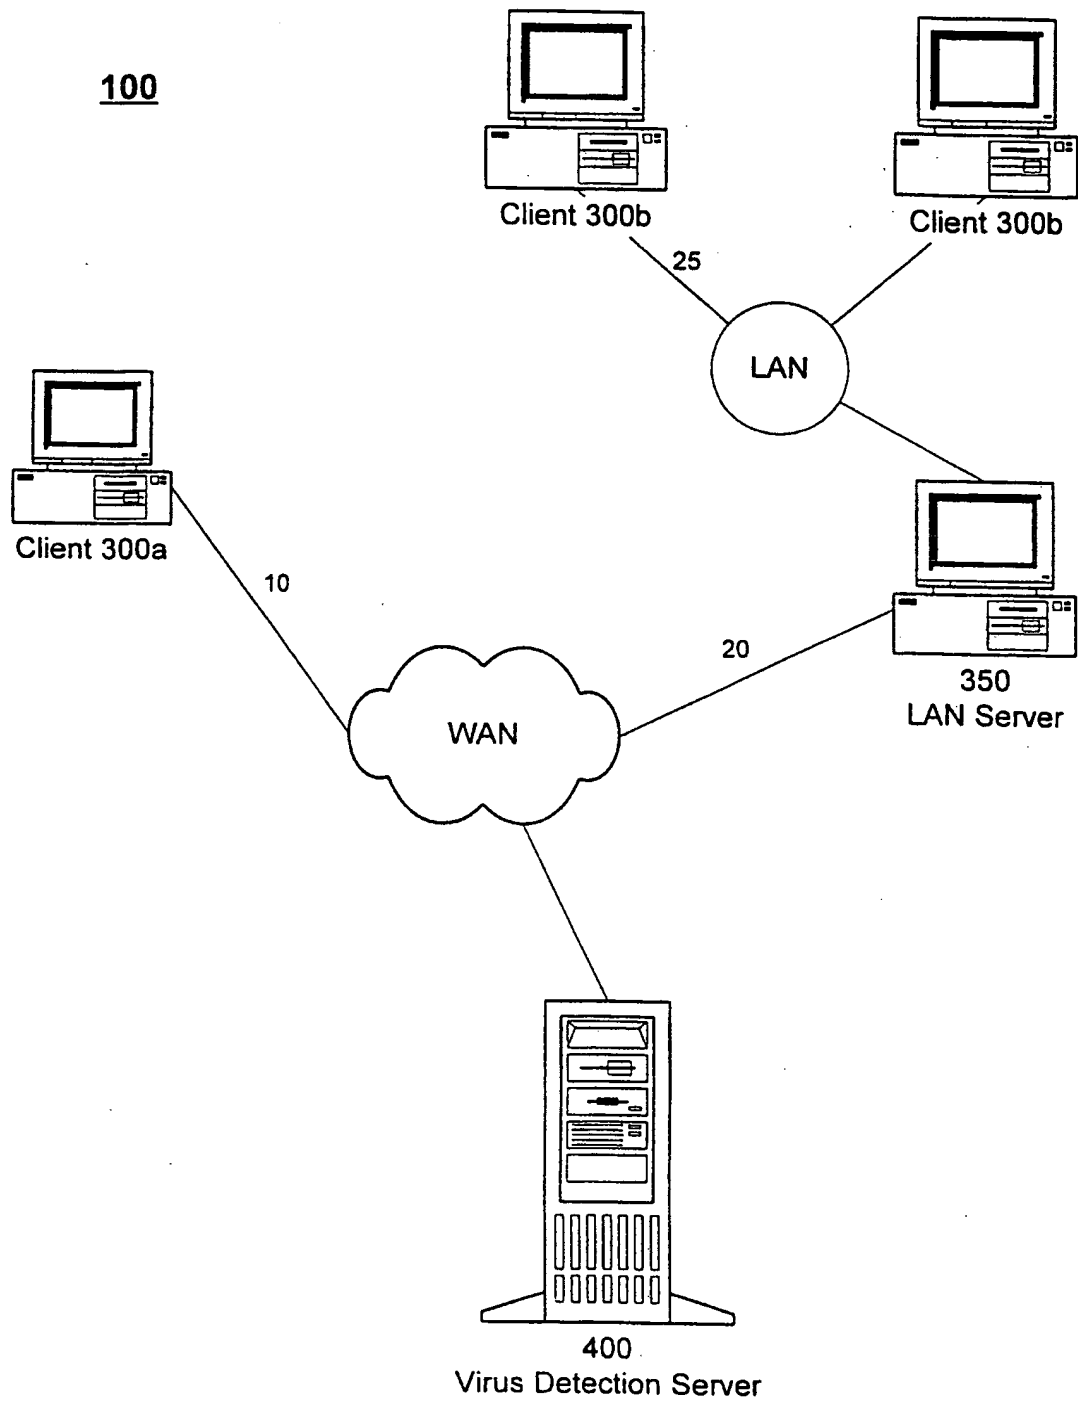 100
Client 300b
Client 300b
25
LAN
Client 300a
10
20
350
LAN Server
WAN
400
Virus Detection Server